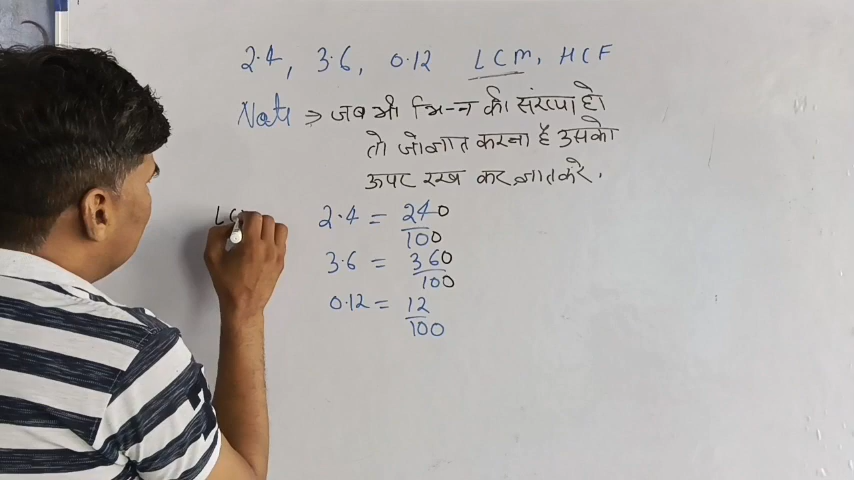 2.4, 3.6, 0.12 LCM, HCF
Note ⇒ जब भी भिन्न की संख्या हो
तो जो ज्ञात करना है उसको
ऊपर रख कर ज्ञात करे.
LC
2.4 = 240/100
3.6 = 360/100
0.12 = 12/100